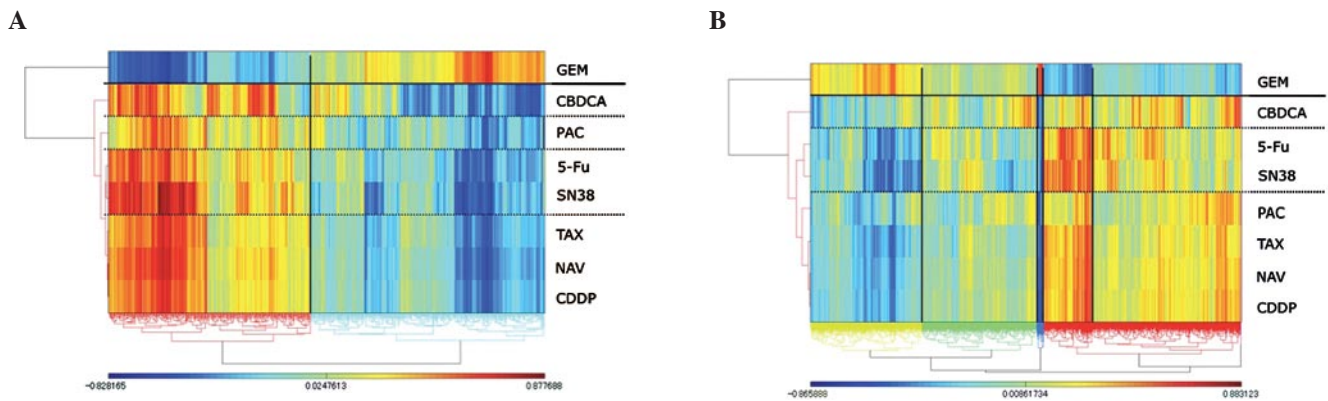 A
GEM
CBDCA
PAC
5-Fu
SN38
TAX
NAV
CDDP
−0.828165 0.0247613 0.877688
B
GEM
CBDCA
5-Fu
SN38
PAC
TAX
NAV
CDDP
−0.865888 0.00861734 0.883123